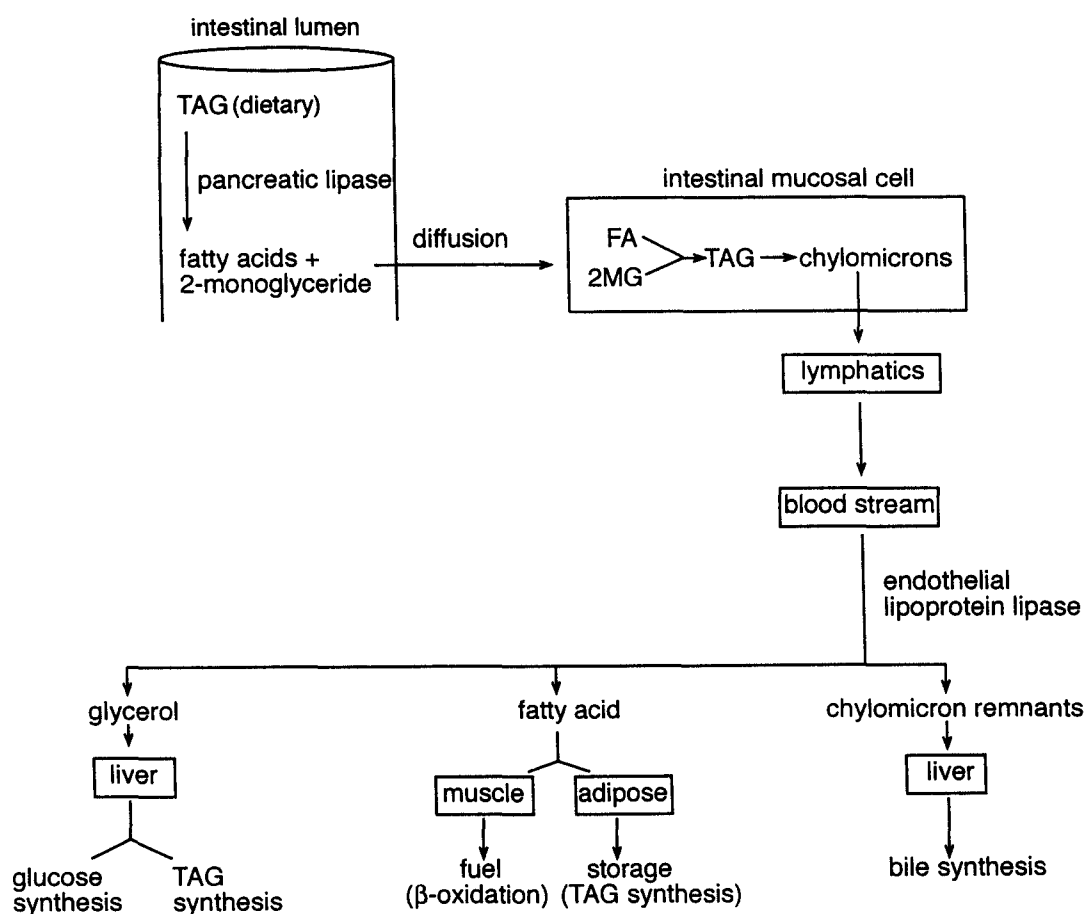 intestinal lumen
TAG (dietary)
pancreatic lipase
fatty acids +
2-monoglyceride
diffusion
intestinal mucosal cell
FA
2MG
TAG
chylomicrons
lymphatics
blood stream
endothelial
lipoprotein lipase
glycerol
fatty acid
chylomicron remnants
liver
muscle
adipose
liver
glucose
synthesis
TAG
synthesis
fuel
(β-oxidation)
storage
(TAG synthesis)
bile synthesis